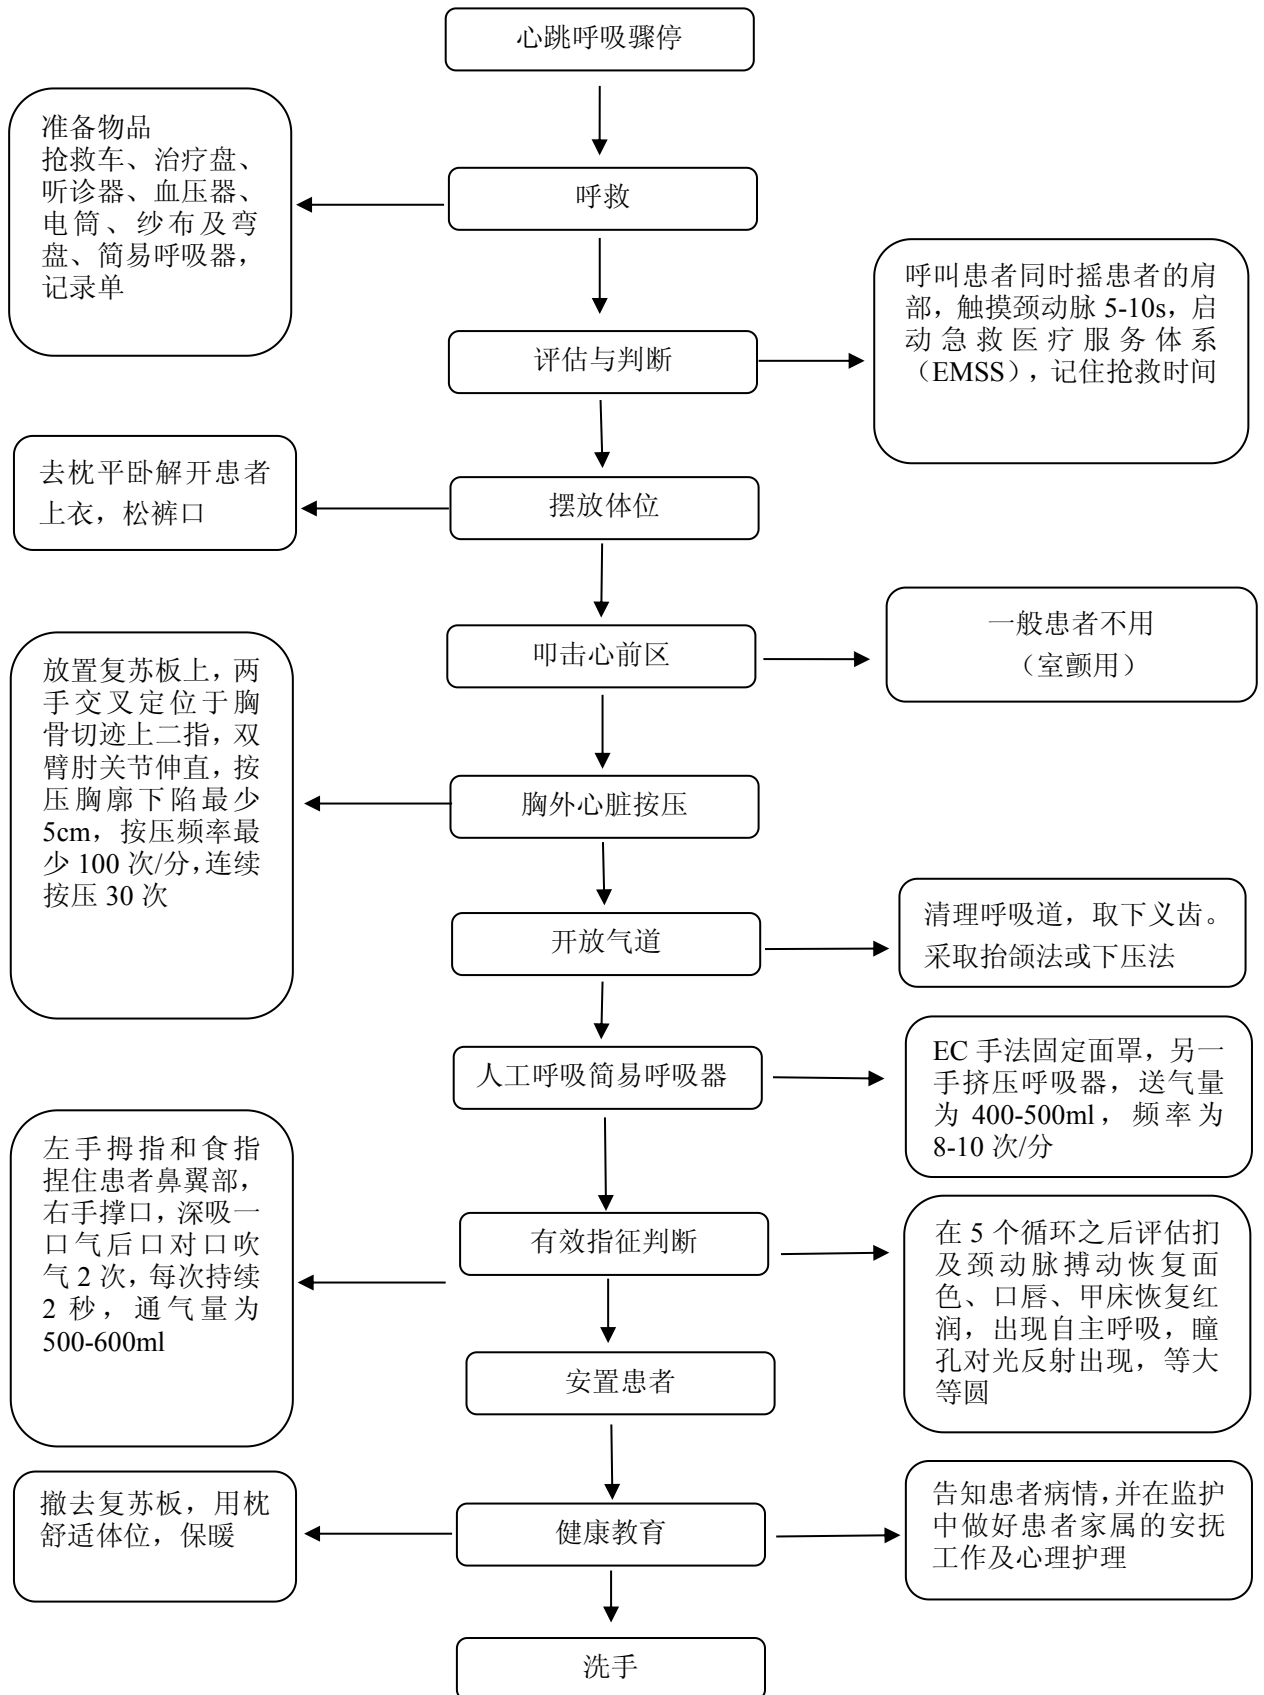 心跳呼吸骤停
准备物品
抢救车、治疗盘、
听诊器、血压器、
电筒、纱布及弯
盘、简易呼吸器，
记录单
呼救
呼叫患者同时摇患者的肩
部，触摸颈动脉 5-10s，启
动急救医疗服务体系
（EMSS），记住抢救时间
评估与判断
去枕平卧解开患者
上衣，松裤口
摆放体位
叩击心前区
一般患者不用
（室颤用）
放置复苏板上，两
手交叉定位于胸
骨切迹上二指，双
臂肘关节伸直，按
压胸廓下陷最少
5cm，按压频率最
少 100 次/分，连续
按压 30 次
胸外心脏按压
开放气道
清理呼吸道，取下义齿。
采取抬颌法或下压法
人工呼吸简易呼吸器
EC 手法固定面罩，另一
手挤压呼吸器，送气量
为 400-500ml，频率为
8-10 次/分
左手拇指和食指
捏住患者鼻翼部，
右手撑口，深吸一
口气后口对口吹
气 2 次，每次持续
2 秒，通气量为
500-600ml
有效指征判断
在 5 个循环之后评估扪
及颈动脉搏动恢复面
色、口唇、甲床恢复红
润，出现自主呼吸，瞳
孔对光反射出现，等大
等圆
安置患者
撤去复苏板，用枕
舒适体位，保暖
健康教育
告知患者病情，并在监护
中做好患者家属的安抚
工作及心理护理
洗手